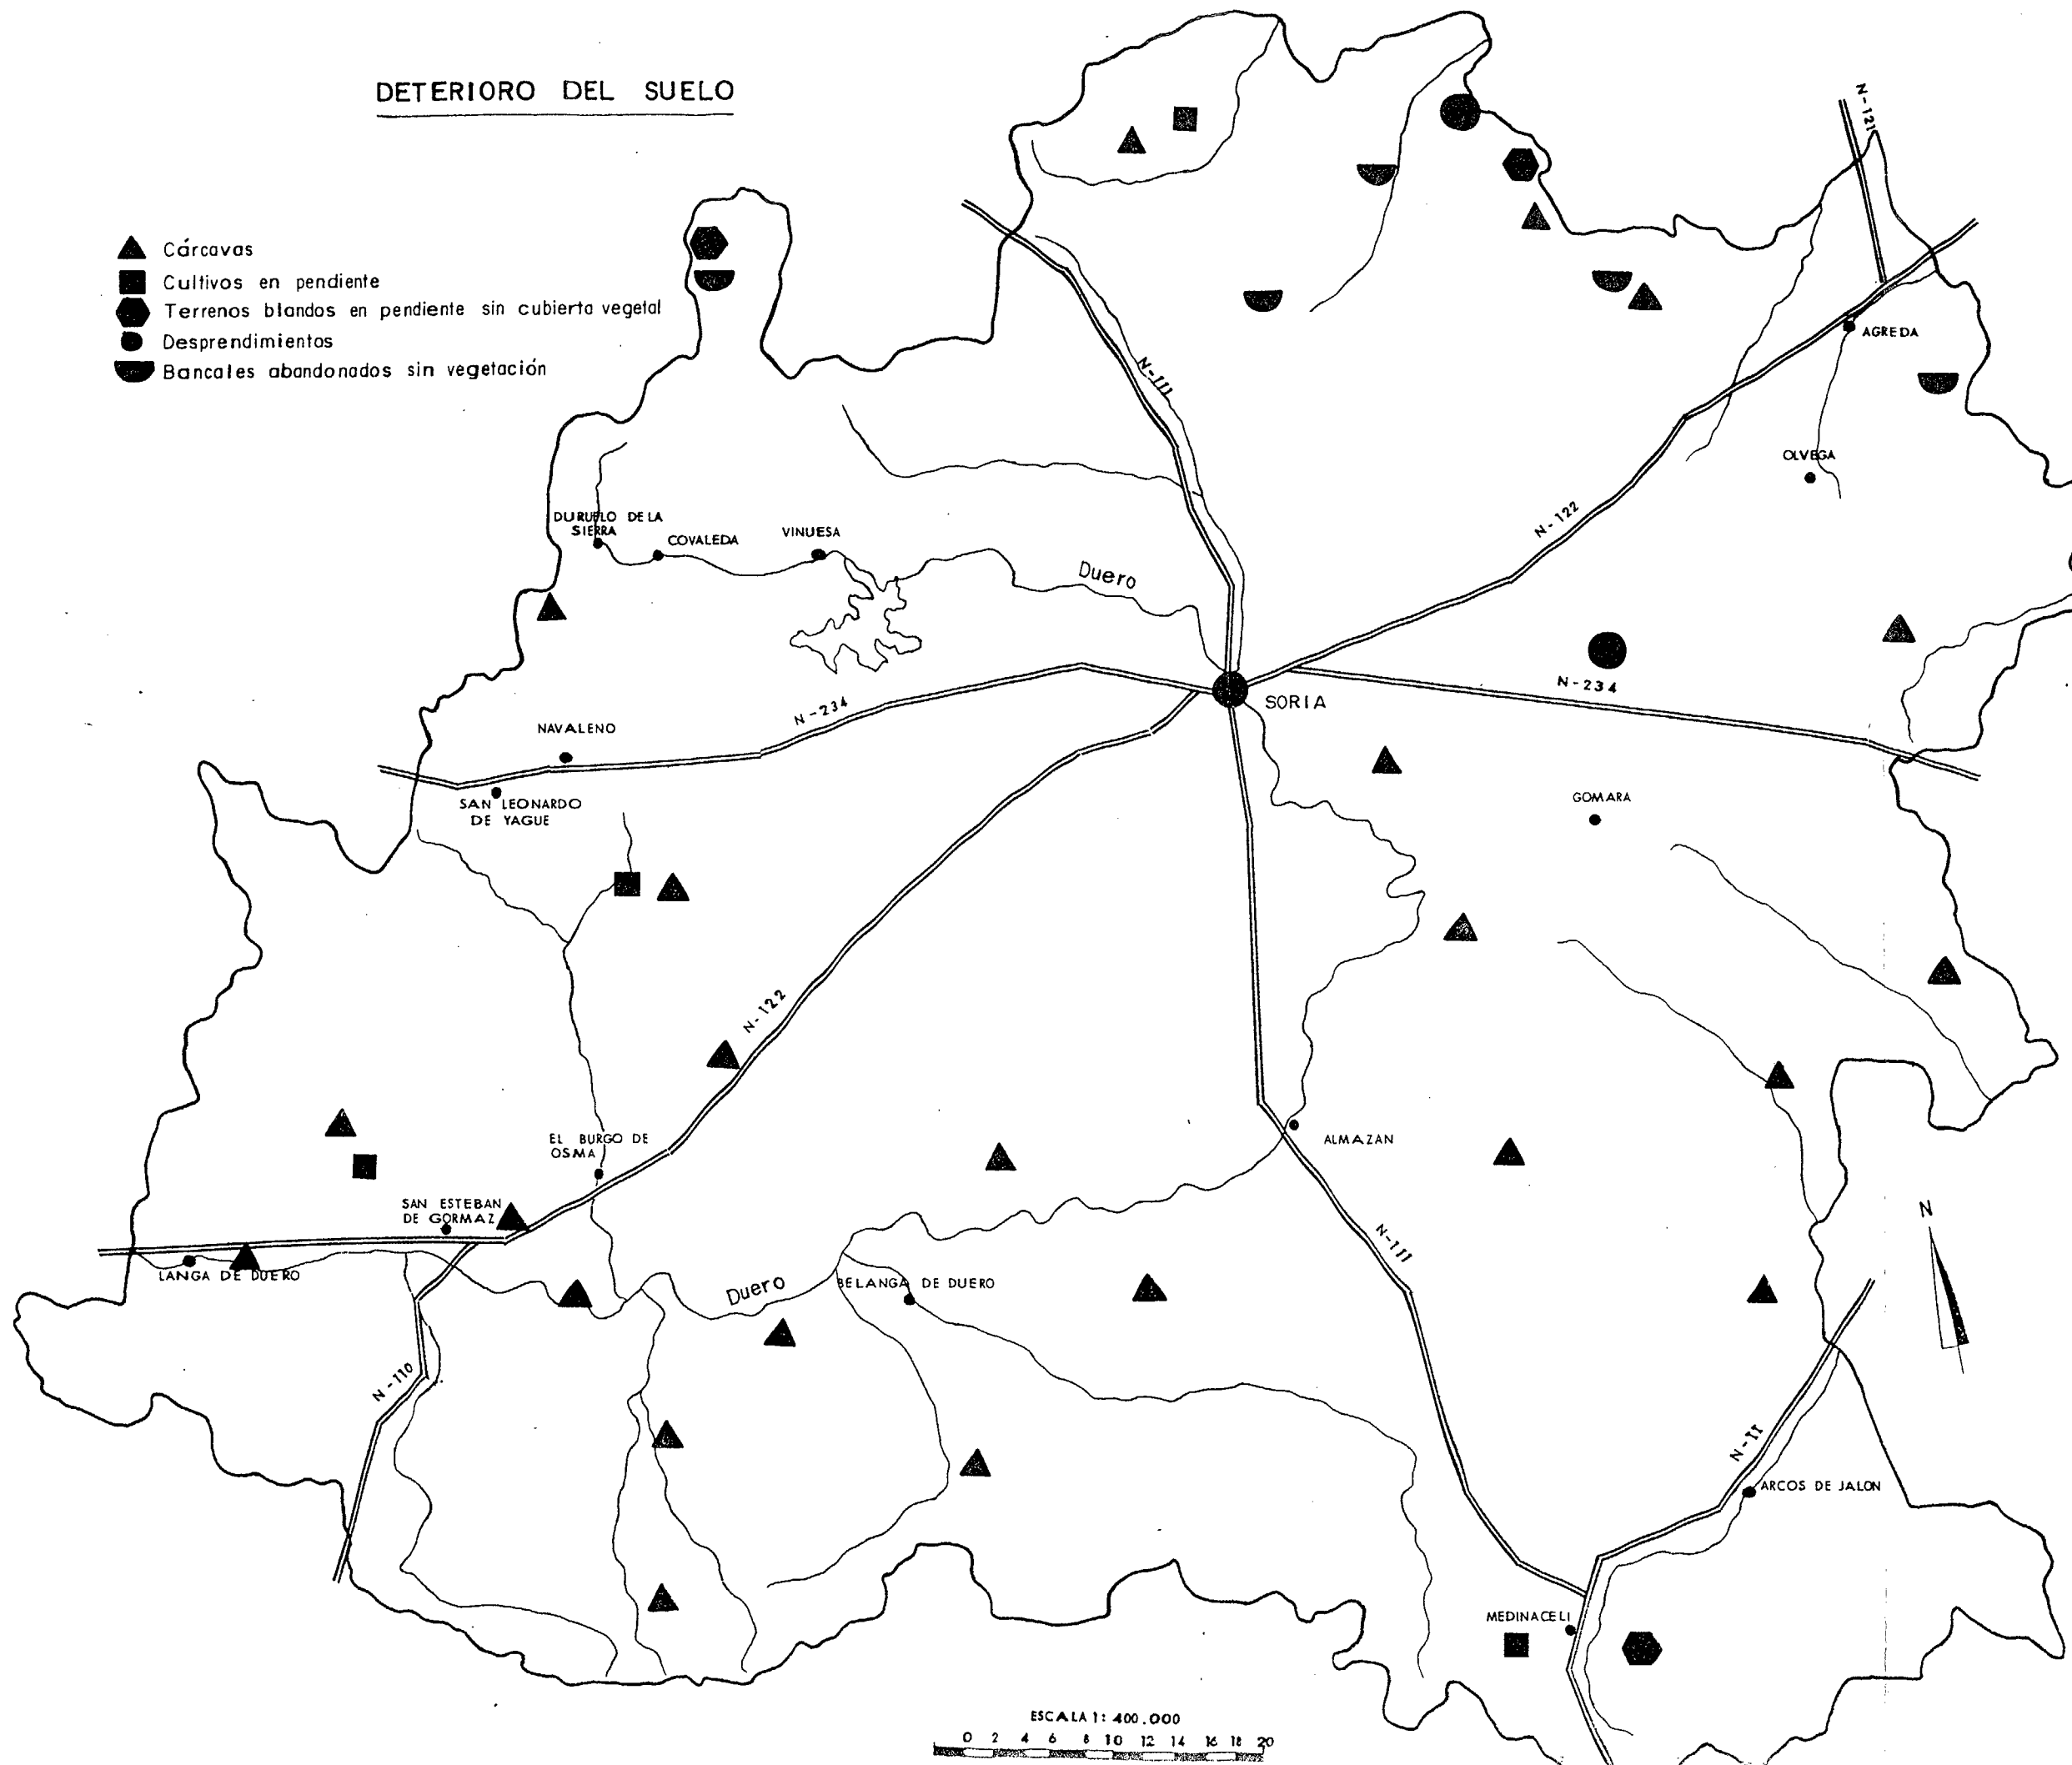 DETERIORO DEL SUELO
Cárcavas
Cultivos en pendiente
Terrenos blandos en pendiente sin cubierta vegetal
Desprendimientos
Bancales abandonados sin vegetación
N-121
AGREDA
N-111
OLVEGA
N-122
DURUELO DE LA
SIERRA
COVALEDA
VINUESA
Duero
N-234
SORIA
N-234
NAVALENO
SAN LEONARDO
DE YAGUE
GOMARA
N-122
EL BURGO DE
OSMA
ALMAZAN
SAN ESTEBAN
DE GORMAZ
N
LANGA DE DUERO
N-111
Duero
BELANGA DE DUERO
N-110
N-II
ARCOS DE JALON
MEDINACELI
ESCALA 1: 400.000
0 2 4 6 8 10 12 14 16 18 20